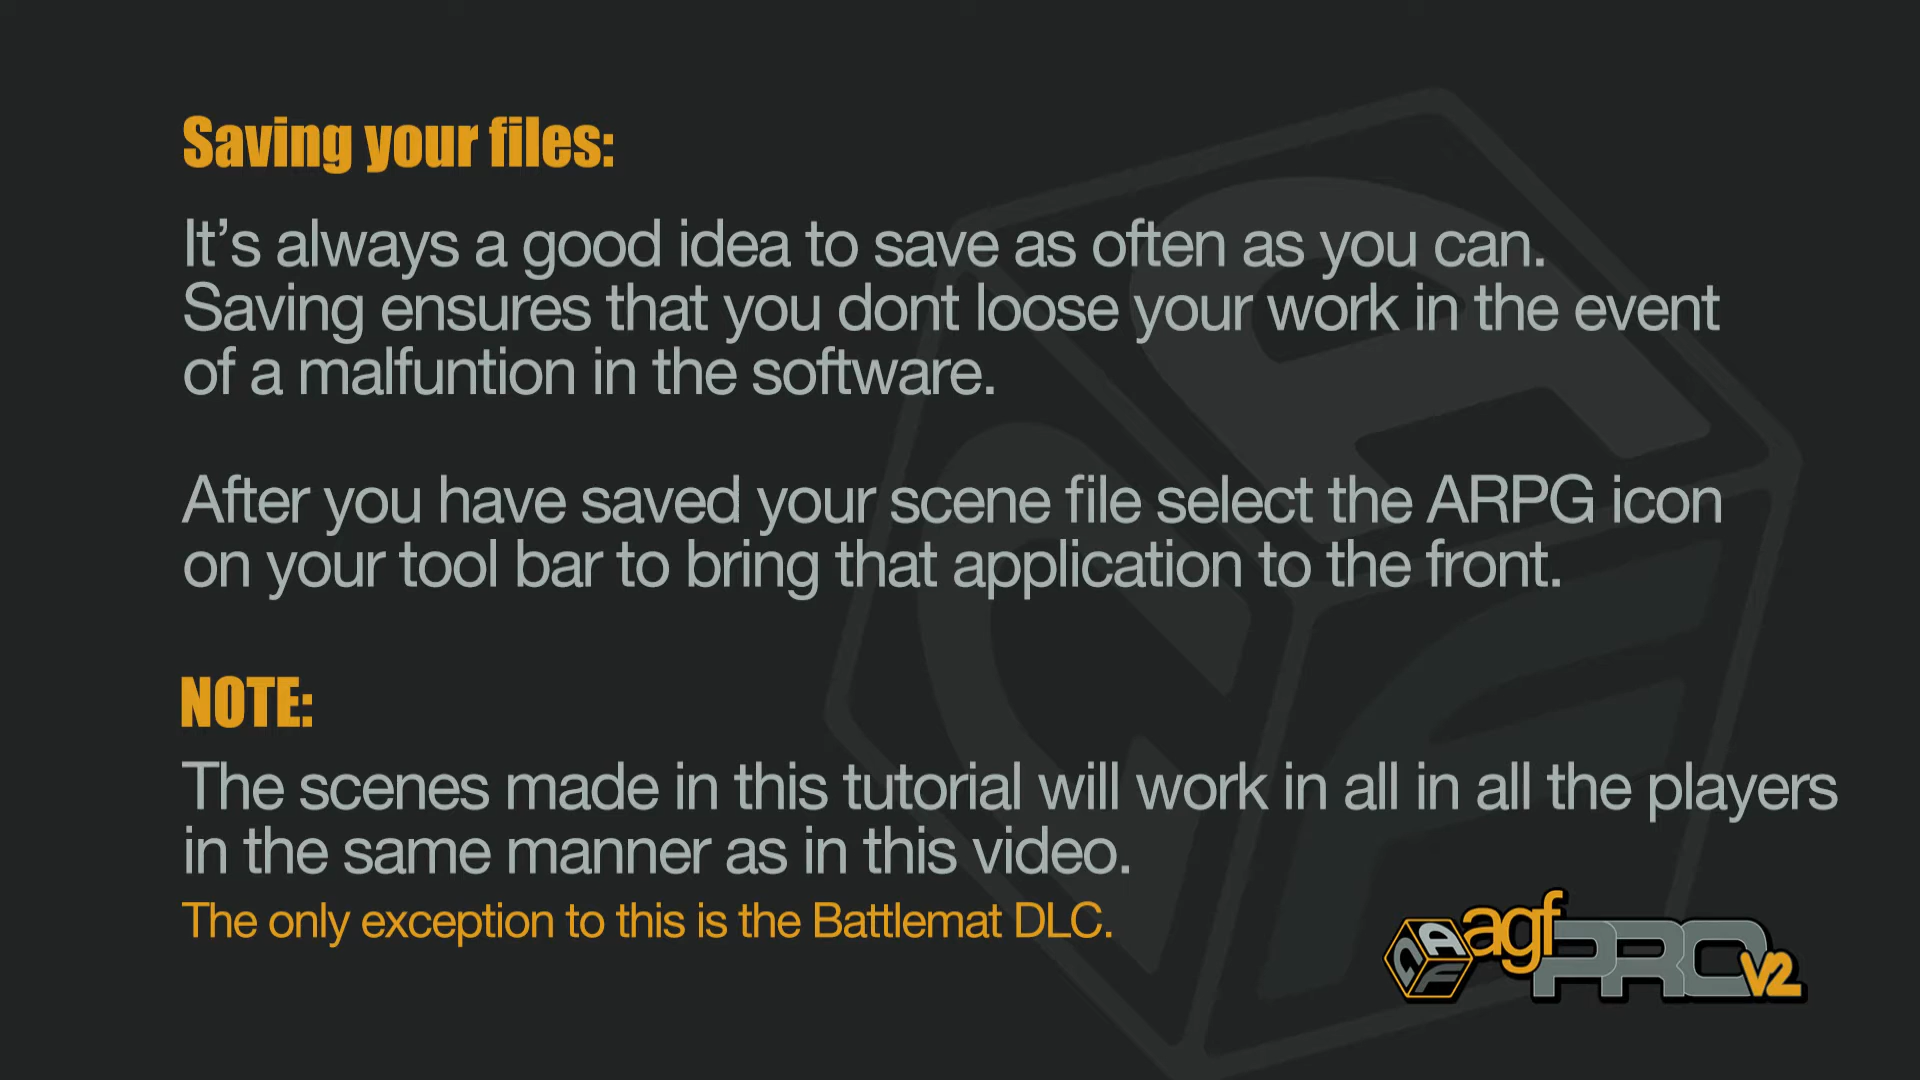 Saving your files:
It's always a good idea to save as often as you can.
Saving ensures that you dont loose your work in the event
of a malfuntion in the software.
After you have saved your scene file select the ARPG icon
on your tool bar to bring that application to the front.
NOTE:
The scenes made in this tutorial will work in all in all the players
in the same manner as in this video.
The only exception to this is the Battlemat DLC.
agf PRO v2